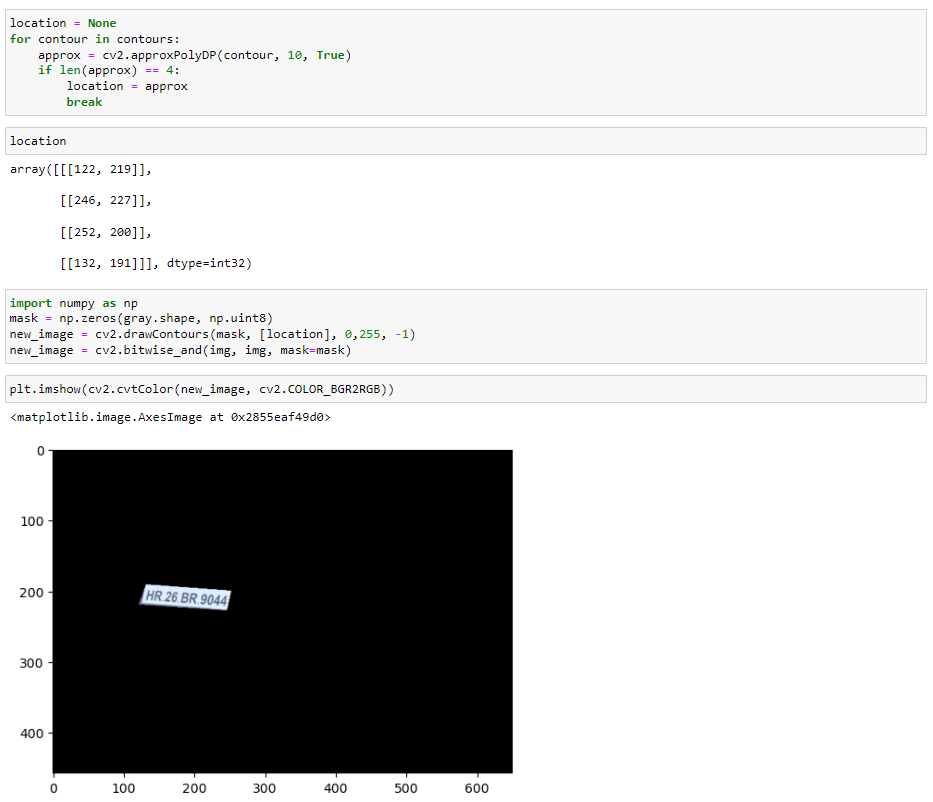 location = None
for contour in contours:
    approx = cv2.approxPolyDP(contour, 10, True)
    if len(approx) == 4:
        location = approx
        break
location
array([[[122, 219]],
       [[246, 227]],
       [[252, 200]],
       [[132, 191]]], dtype=int32)
import numpy as np
mask = np.zeros(gray.shape, np.uint8)
new_image = cv2.drawContours(mask, [location], 0,255, -1)
new_image = cv2.bitwise_and(img, img, mask=mask)
plt.imshow(cv2.cvtColor(new_image, cv2.COLOR_BGR2RGB))
<matplotlib.image.AxesImage at 0x2855eaf49d0>
0
100
200
HR.26.BR.9044
300
400
0 100 200 300 400 500 600